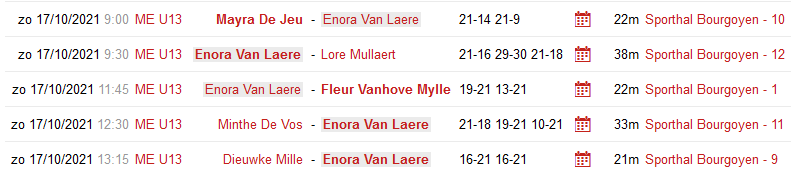 zo 17/10/2021 9:00 ME U13 Mayra De Jeu - Enora Van Laere 21-14 21-9 22m Sporthal Bourgoyen - 10
zo 17/10/2021 9:30 ME U13 Enora Van Laere - Lore Mullaert 21-16 29-30 21-18 38m Sporthal Bourgoyen - 12
zo 17/10/2021 11:45 ME U13 Enora Van Laere - Fleur Vanhove Mylle 19-21 13-21 22m Sporthal Bourgoyen - 1
zo 17/10/2021 12:30 ME U13 Minthe De Vos - Enora Van Laere 21-18 19-21 10-21 33m Sporthal Bourgoyen - 11
zo 17/10/2021 13:15 ME U13 Dieuwke Mille - Enora Van Laere 16-21 16-21 21m Sporthal Bourgoyen - 9